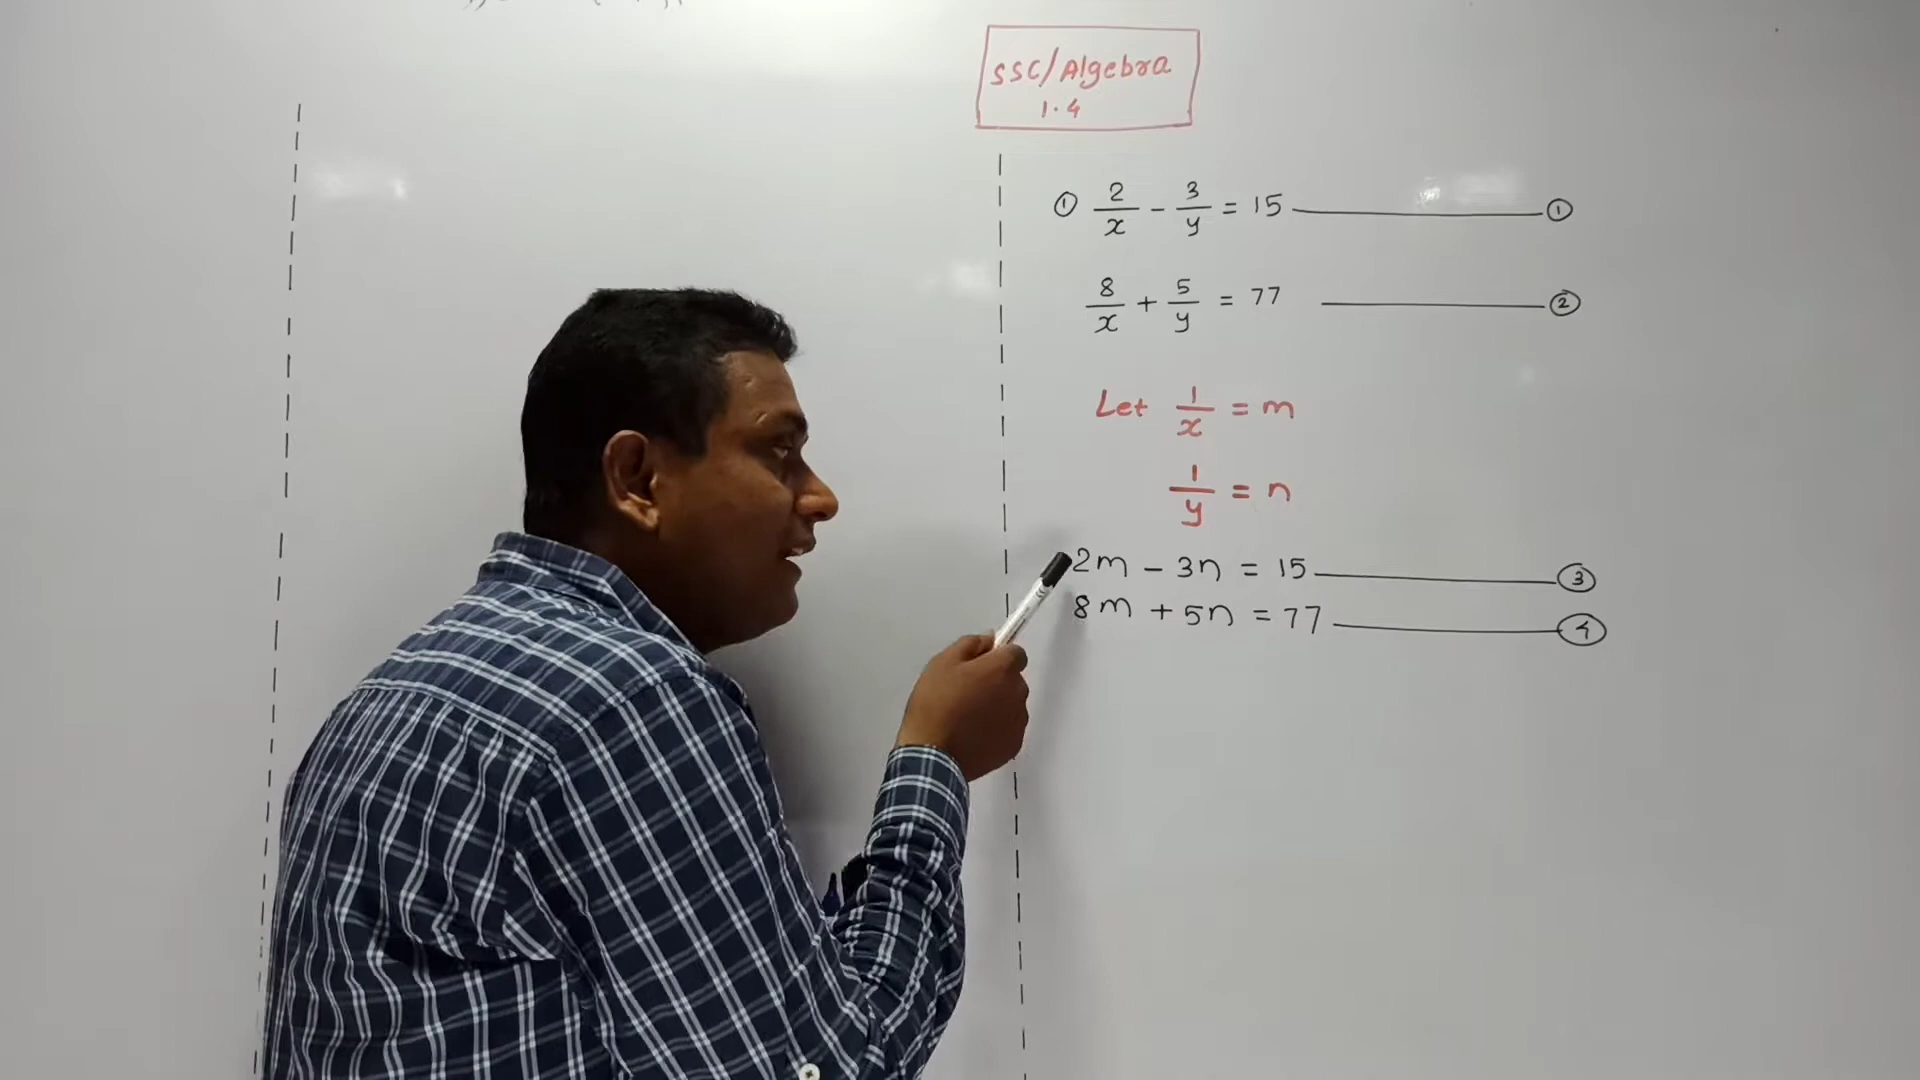 SSC/Algebra
1.4
① 2/x - 3/y = 15 ——— ①
8/x + 5/y = 77 ——— ②
Let 1/x = m
1/y = n
2m - 3n = 15 ——— ③
8m + 5n = 77 ——— ④